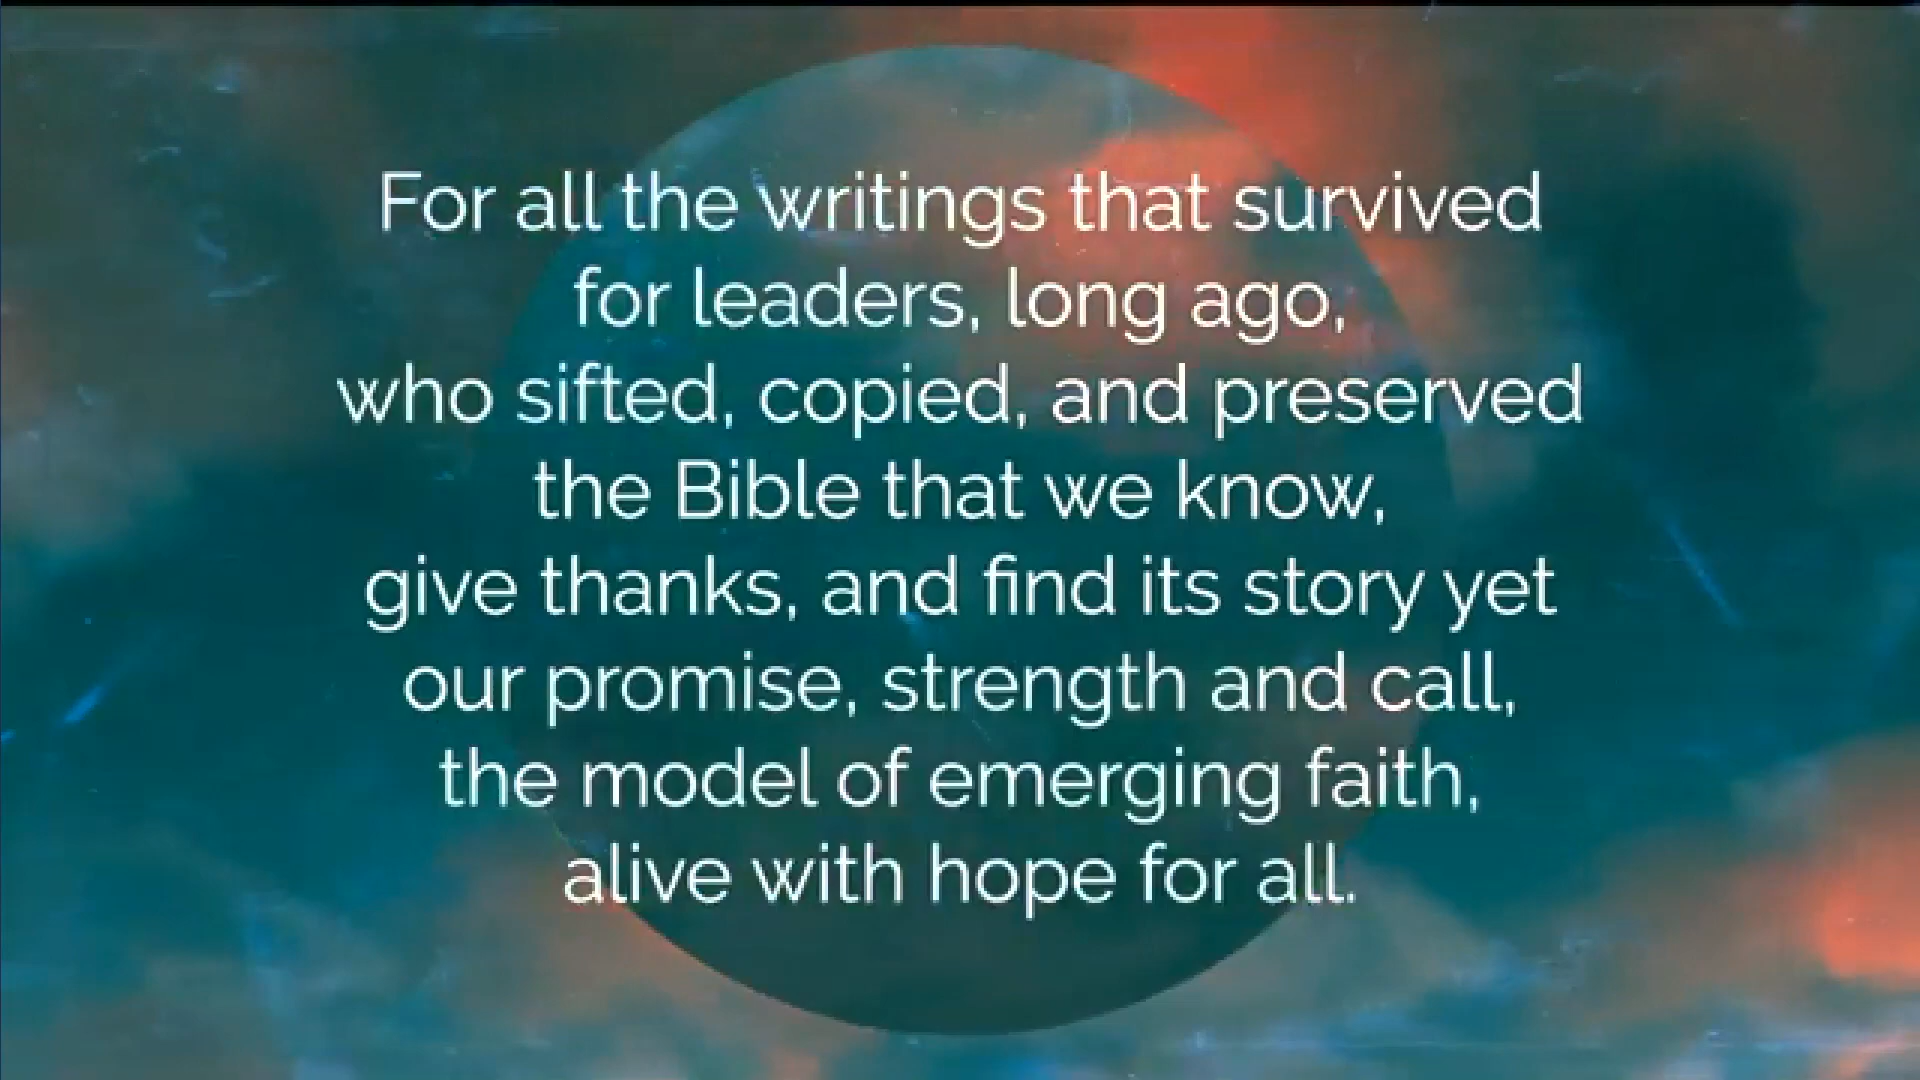 For all the writings that survived
for leaders, long ago,
who sifted, copied, and preserved
the Bible that we know,
give thanks, and find its story yet
our promise, strength and call,
the model of emerging faith,
alive with hope for all.